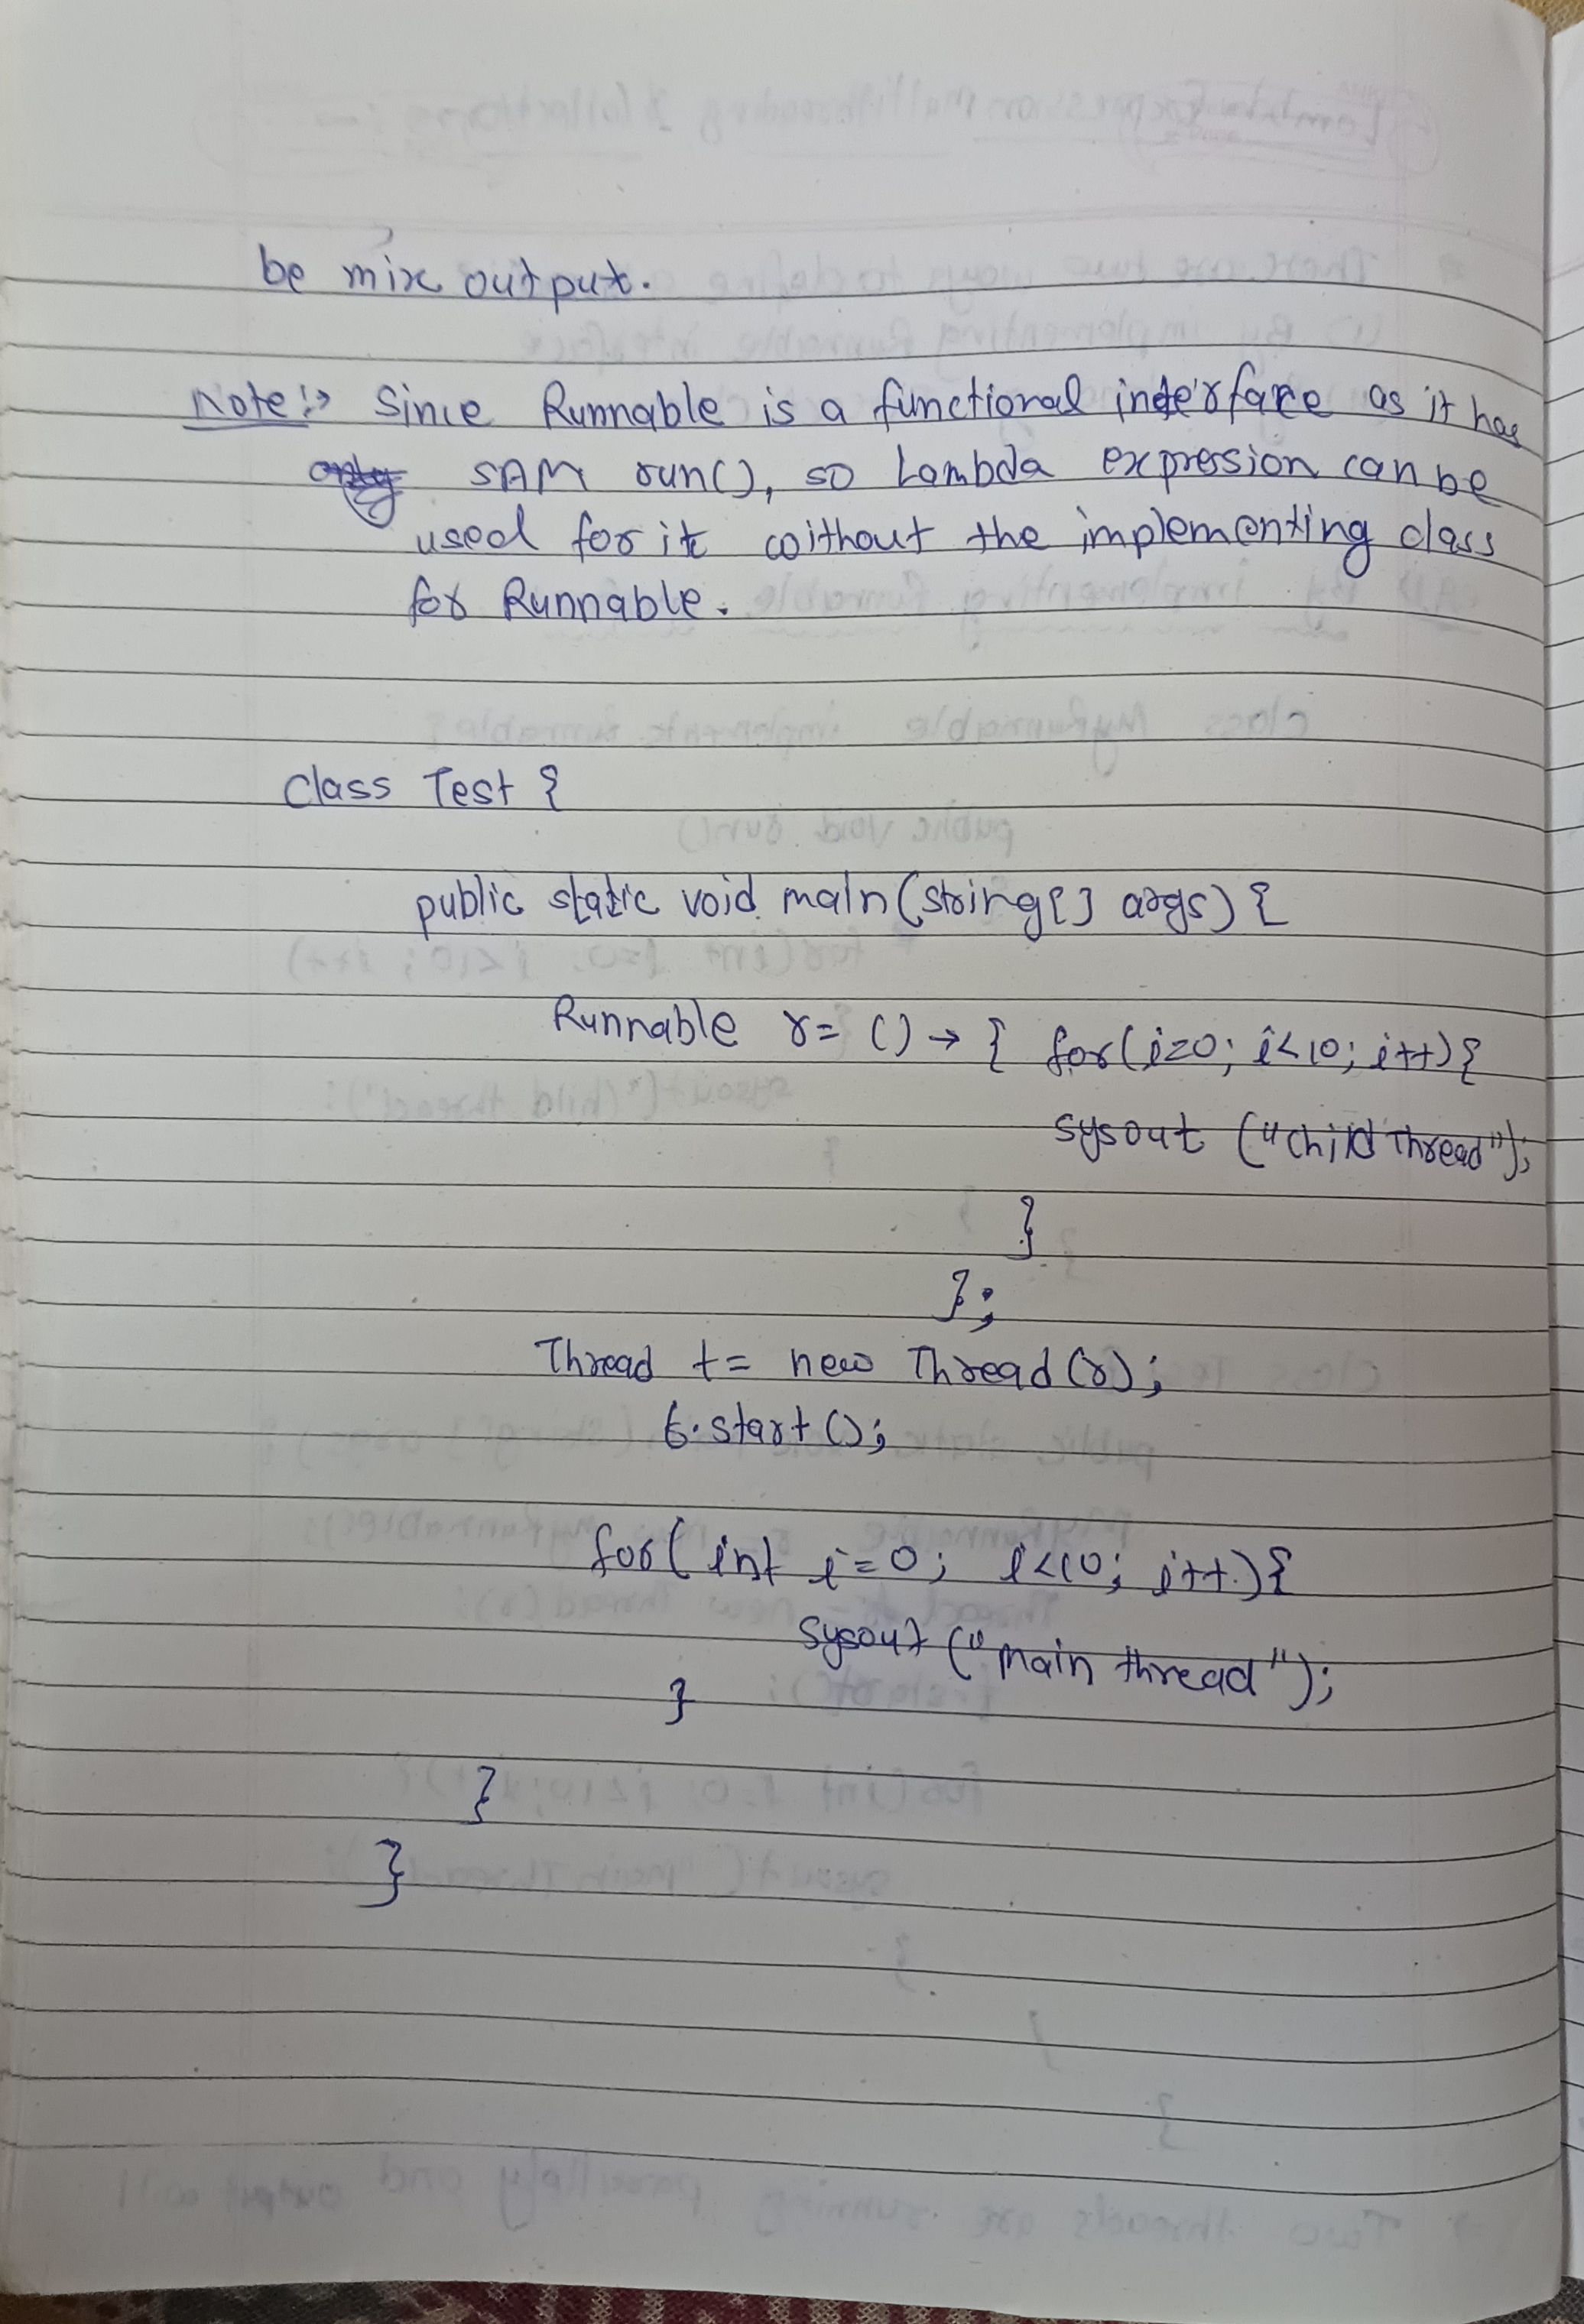 be mix output.
Note:→ Since Runnable is a functional interface as it has
SAM run(), so Lambda expression can be
used for it without the implementing class
for Runnable.
Class Test {
public static void main(string[] args) {
Runnable r= () → { for(i=0; i<10; i++){
sysout ("child Thread");
}
};
Thread t= new Thread(r);
t.start();
for( int i=0; i<10; i++){
sysout ("main thread");
}
}
}